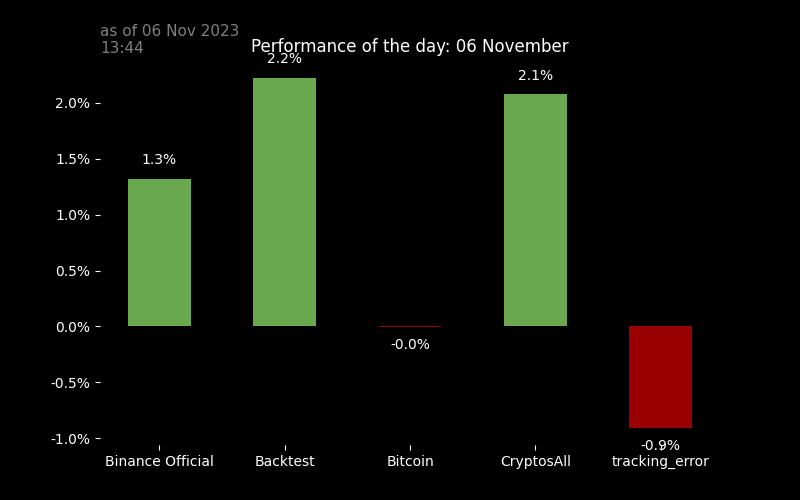 as of 06 Nov 2023
13:44
Performance of the day: 06 November
2.2%
2.1%
2.0%
1.3%
1.5%
1.0%
0.5%
0.0%
-0.0%
-0.5%
-1.0%
-0.9%
Binance Official
Backtest
Bitcoin
CryptosAll
tracking_error